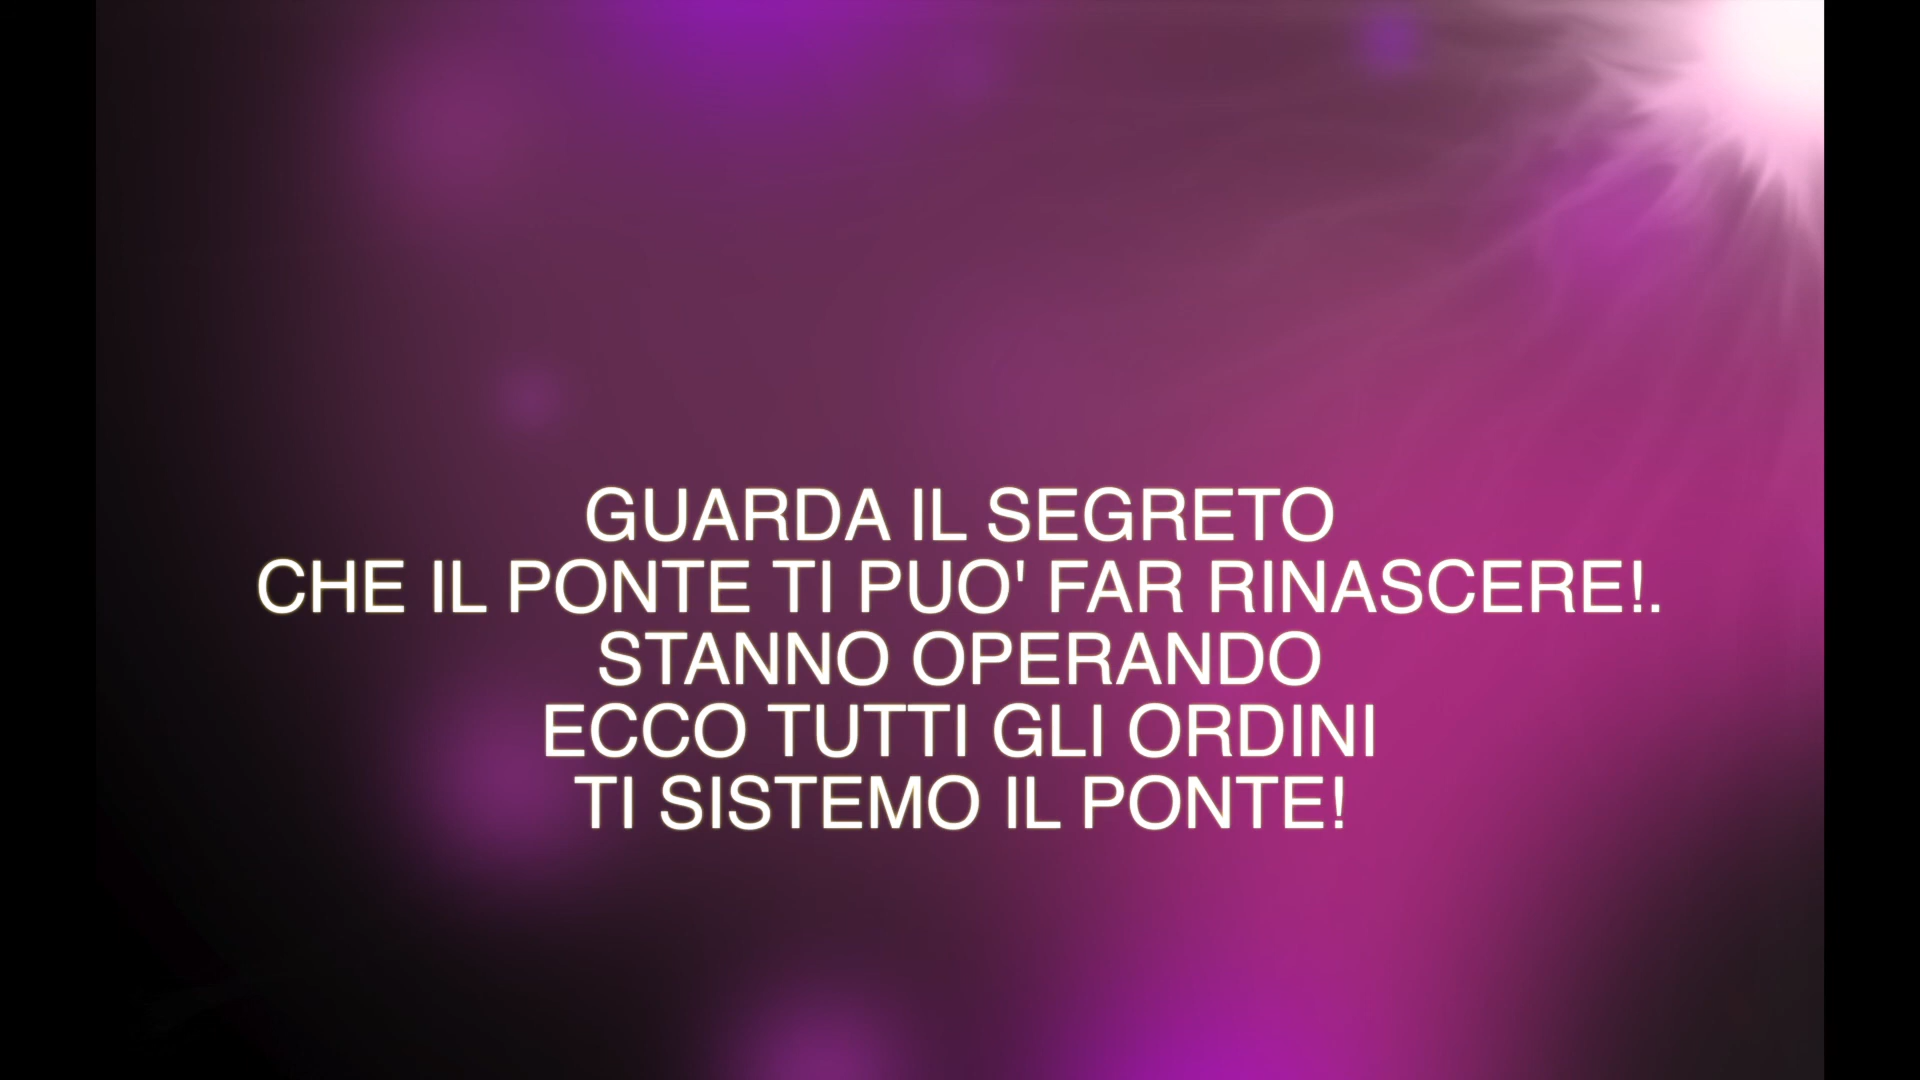 GUARDA IL SEGRETO
CHE IL PONTE TI PUO' FAR RINASCERE!.
STANNO OPERANDO
ECCO TUTTI GLI ORDINI
TI SISTEMO IL PONTE!